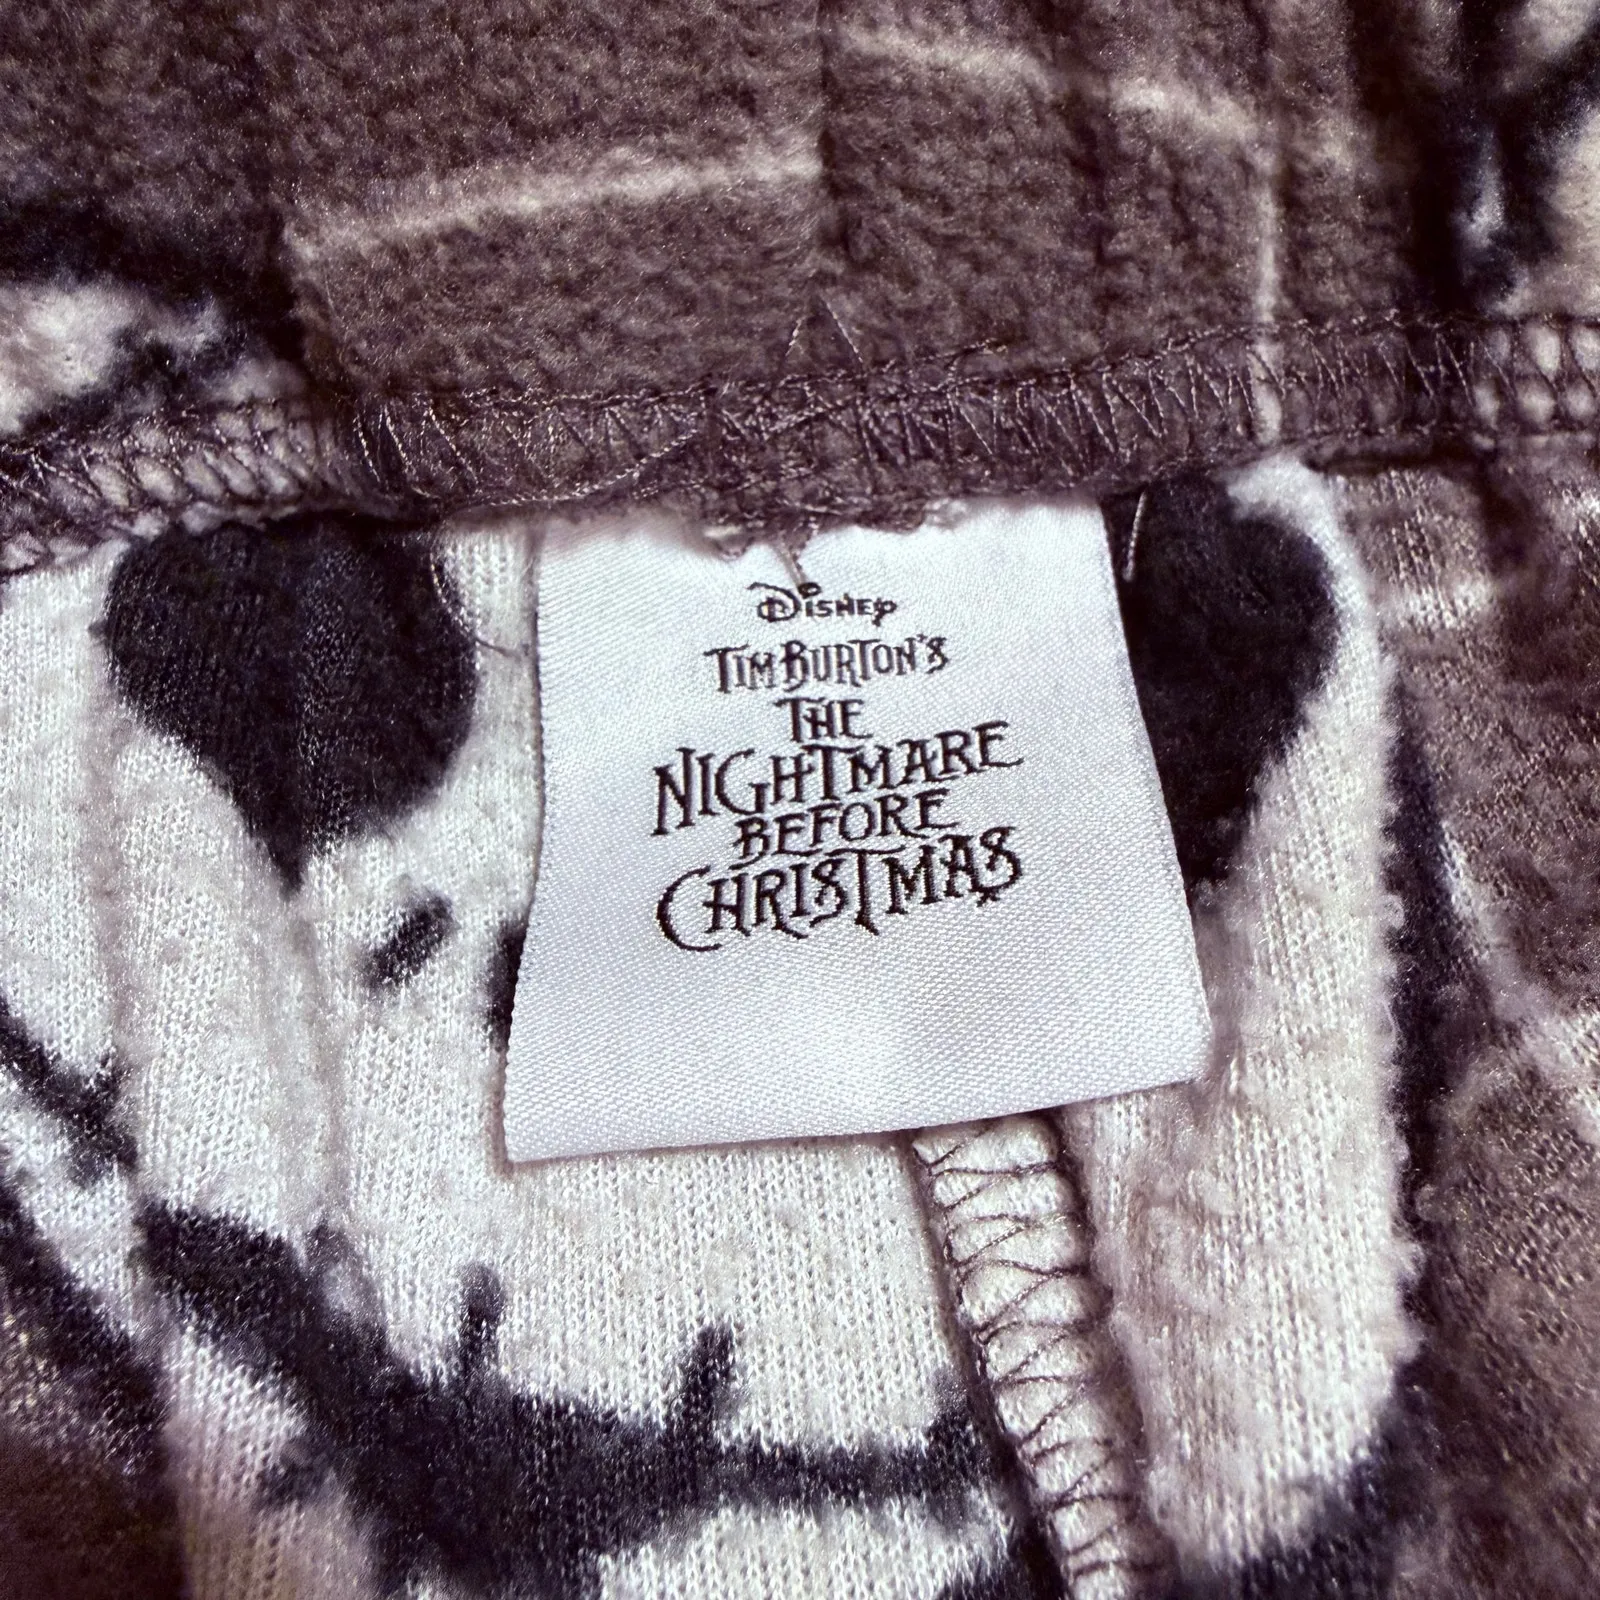 Disney
Tim Burton's
The
Nightmare
Before
Christmas